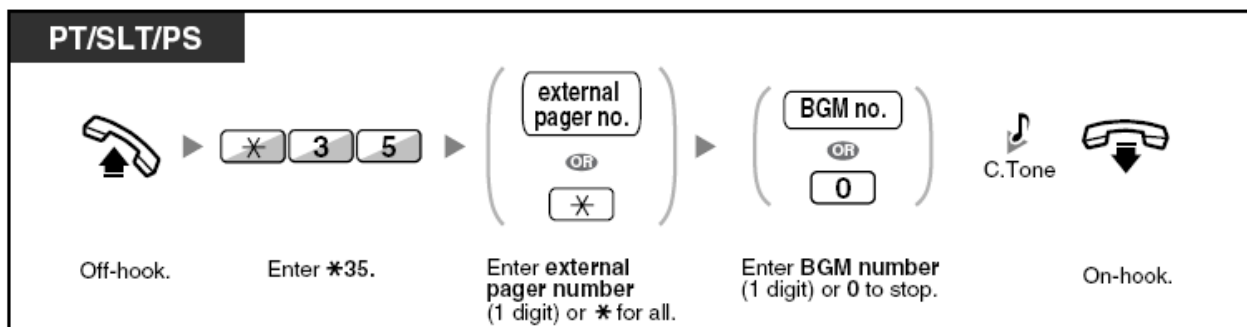 PT/SLT/PS
✳ 3 5
external
pager no.
OR
✳
BGM no.
OR
0
C.Tone
Off-hook.
Enter ✳35.
Enter external
pager number
(1 digit) or ✳ for all.
Enter BGM number
(1 digit) or 0 to stop.
On-hook.